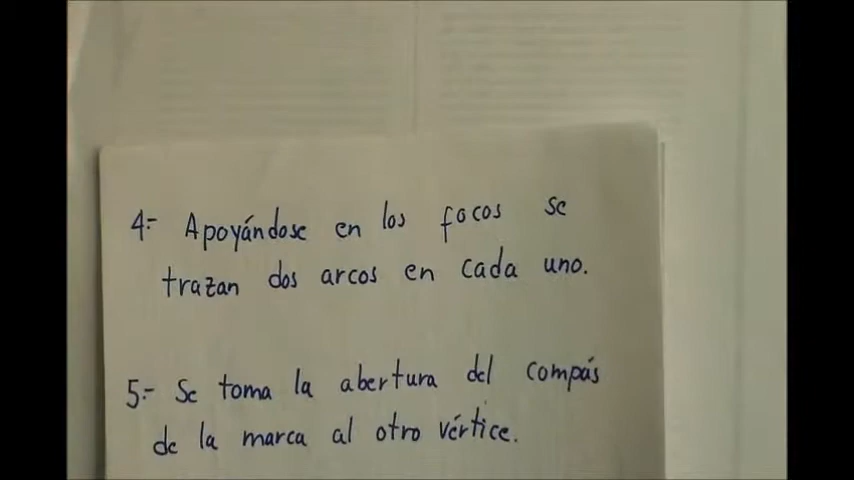 4.- Apoyándose en los focos se
trazan dos arcos en cada uno.
5.- Se toma la abertura del compás
de la marca al otro vértice.